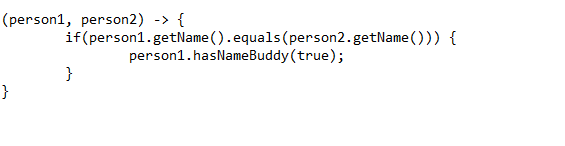 (person1, person2) -> {
        if(person1.getName().equals(person2.getName())) {
                person1.hasNameBuddy(true);
        }
}